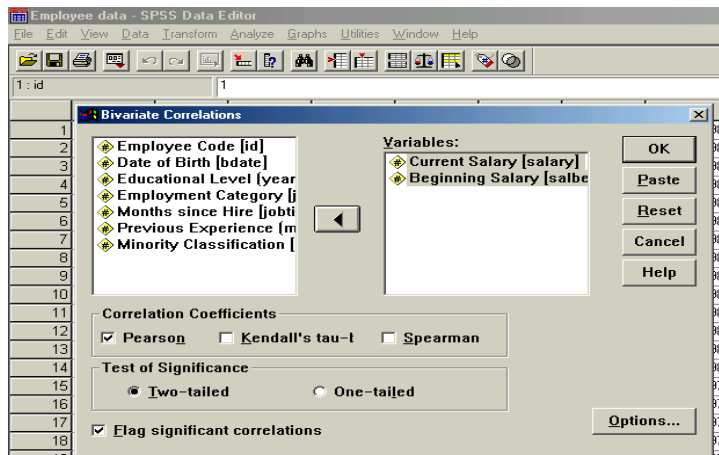 Employee data - SPSS Data Editor
File Edit View Data Transform Analyze Graphs Utilities Window Help
1 : id
1
Bivariate Correlations
Employee Code [id]
Date of Birth [bdate]
Educational Level (year
Employment Category [j
Months since Hire [jobti
Previous Experience (m
Minority Classification [
Variables:
Current Salary [salary]
Beginning Salary [salbe
OK
Paste
Reset
Cancel
Help
Correlation Coefficients
Pearson Kendall's tau-b Spearman
Test of Significance
Two-tailed One-tailed
Flag significant correlations
Options...
1
2
3
4
5
6
7
8
9
10
11
12
13
14
15
16
17
18